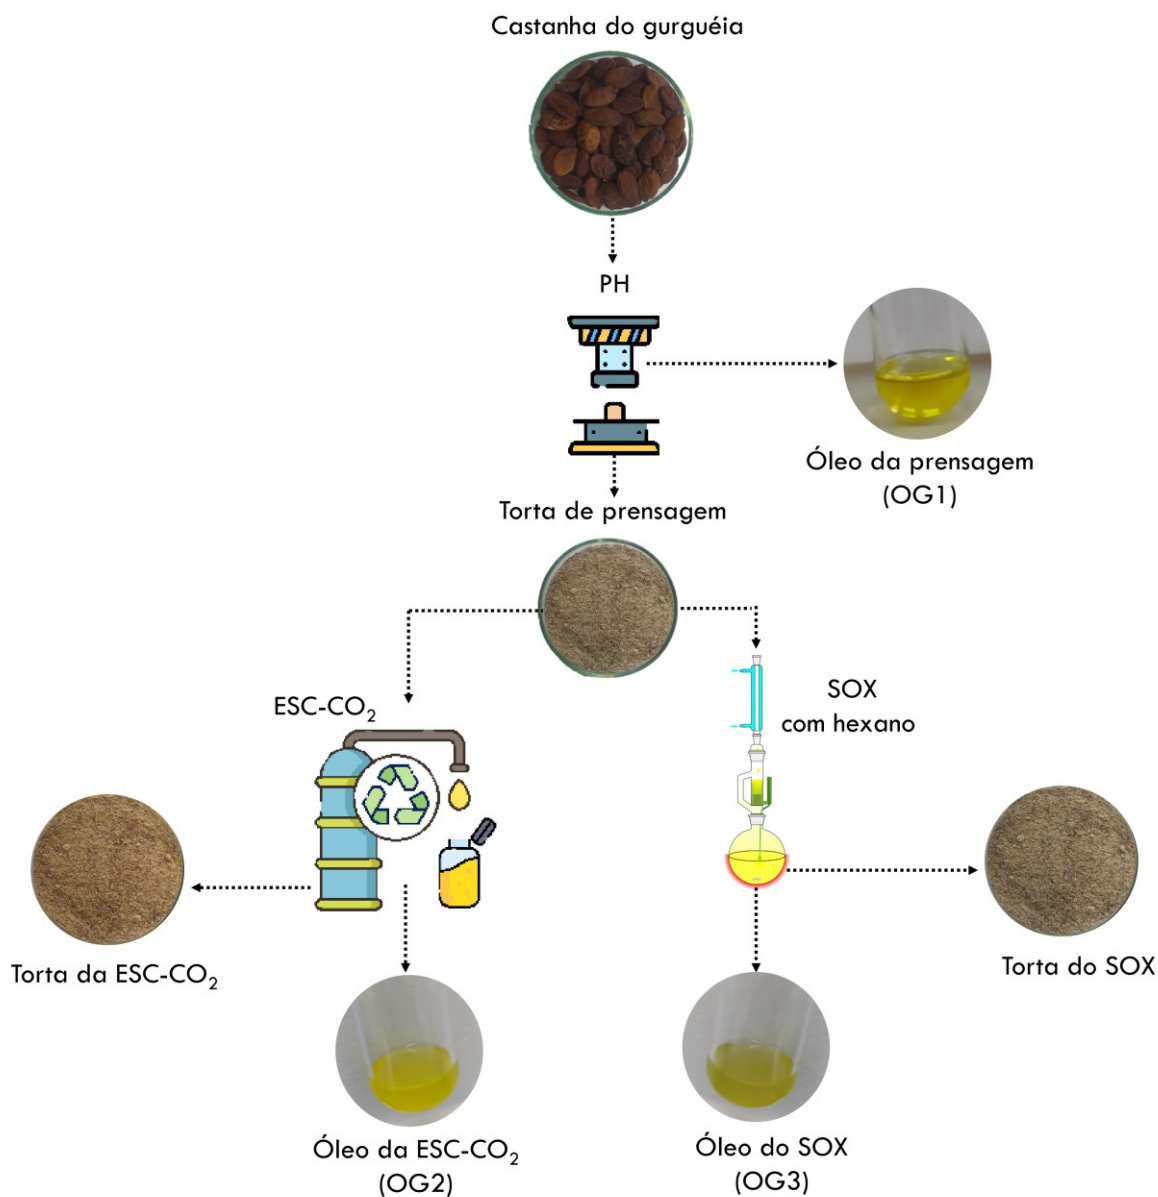 Castanha do gurguéia
PH
Óleo da prensagem
(OG1)
Torta de prensagem
ESC-CO₂
SOX
com hexano
Torta da ESC-CO₂
Torta do SOX
Óleo da ESC-CO₂
(OG2)
Óleo do SOX
(OG3)